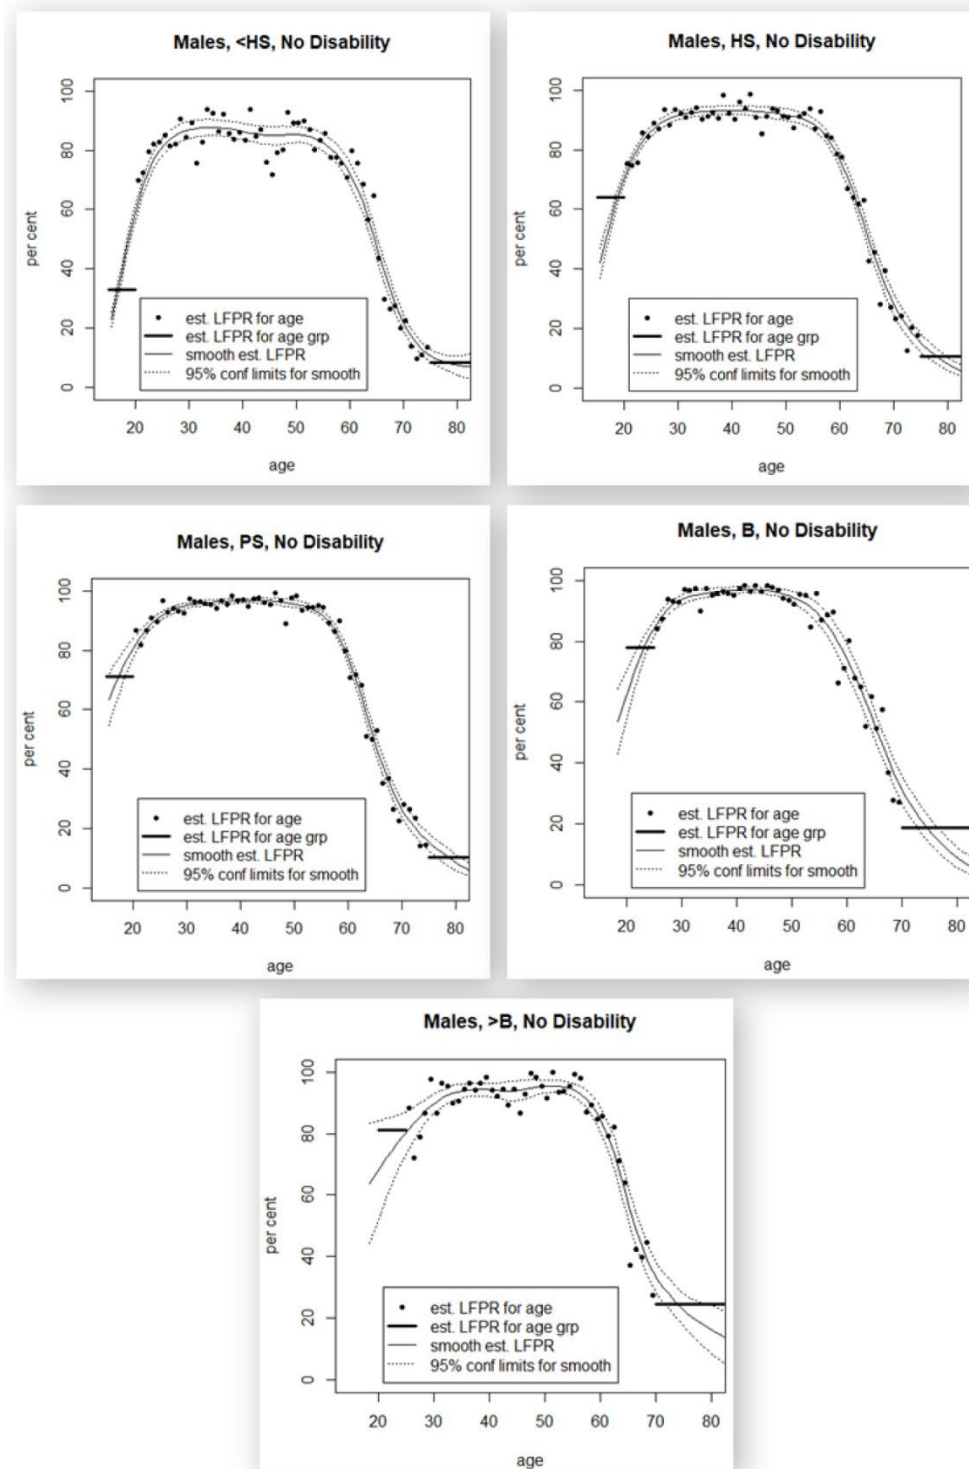 Males, <HS, No Disability
per cent
100
80
60
40
20
0
est. LFPR for age
est. LFPR for age grp
smooth est. LFPR
95% conf limits for smooth
20 30 40 50 60 70 80
age
Males, HS, No Disability
per cent
100
80
60
40
20
0
est. LFPR for age
est. LFPR for age grp
smooth est. LFPR
95% conf limits for smooth
20 30 40 50 60 70 80
age
Males, PS, No Disability
per cent
100
80
60
40
20
0
est. LFPR for age
est. LFPR for age grp
smooth est. LFPR
95% conf limits for smooth
20 30 40 50 60 70 80
age
Males, B, No Disability
per cent
100
80
60
40
20
0
est. LFPR for age
est. LFPR for age grp
smooth est. LFPR
95% conf limits for smooth
20 30 40 50 60 70 80
age
Males, >B, No Disability
per cent
100
80
60
40
20
0
est. LFPR for age
est. LFPR for age grp
smooth est. LFPR
95% conf limits for smooth
20 30 40 50 60 70 80
age